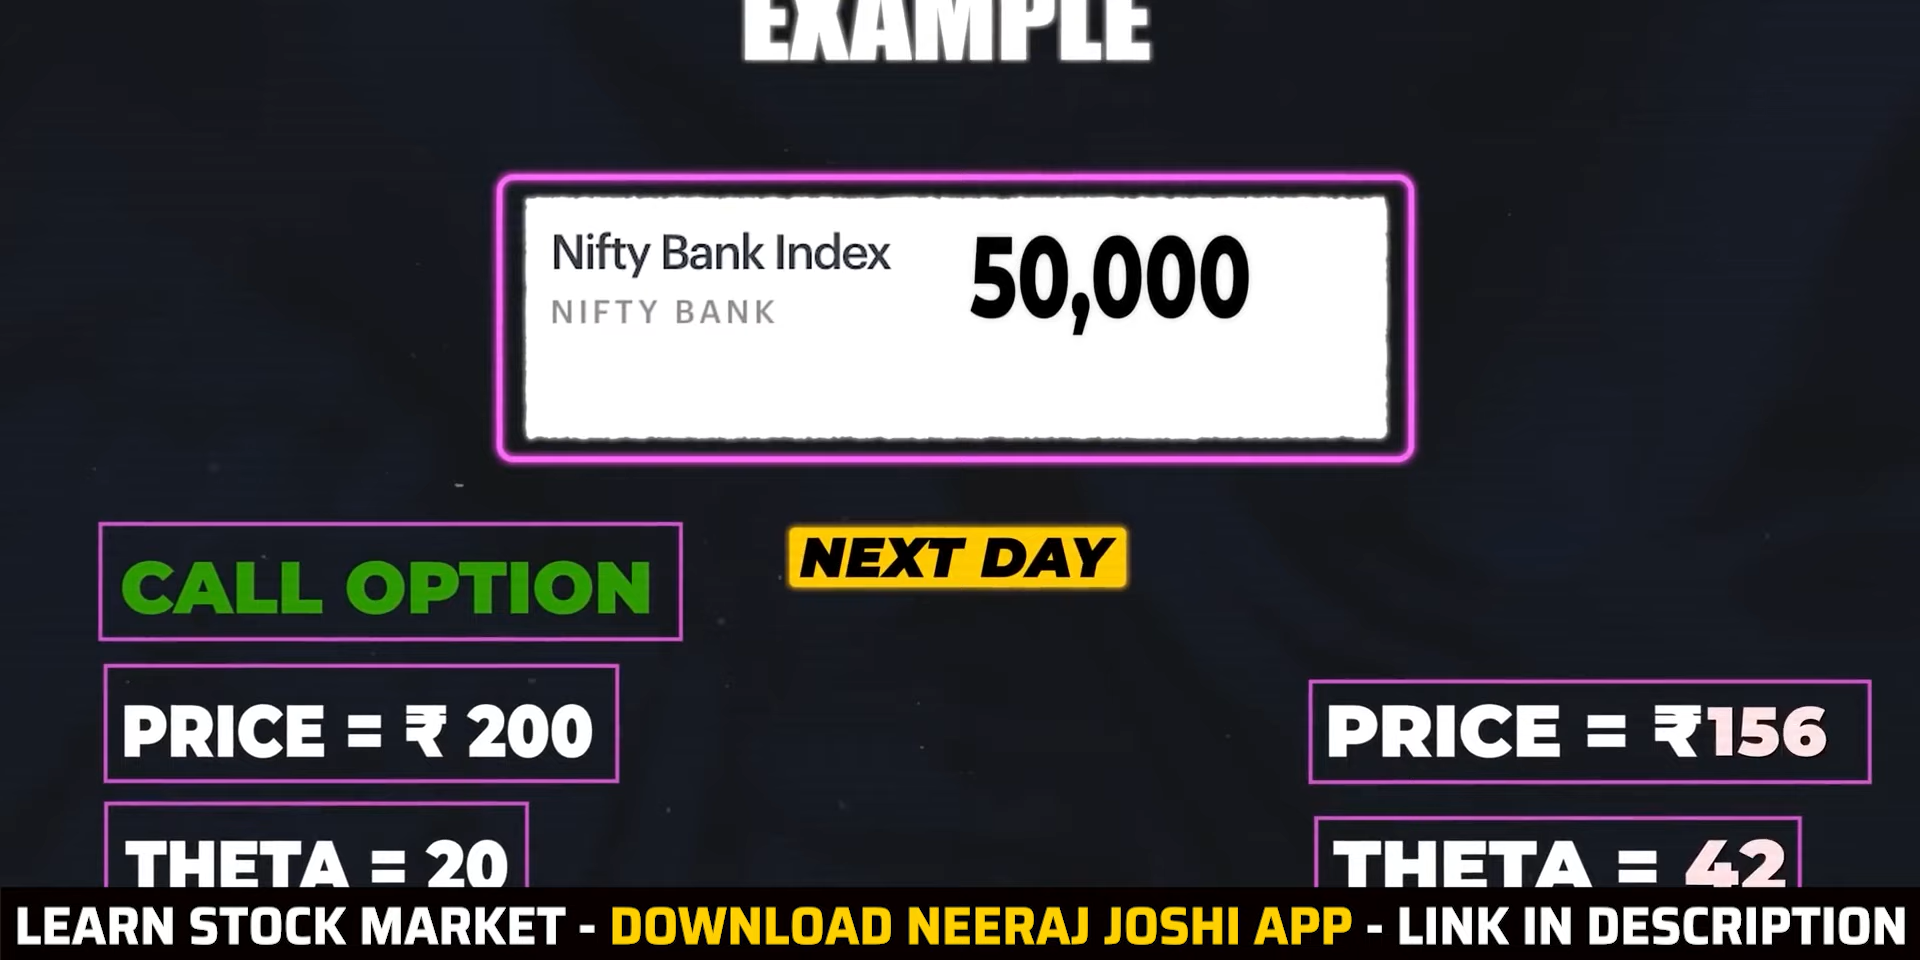 EXAMPLE
Nifty Bank Index
50,000
NIFTY BANK
NEXT DAY
CALL OPTION
PRICE = ₹ 200
PRICE = ₹156
THETA = 20
THETA = 42
LEARN STOCK MARKET - DOWNLOAD NEERAJ JOSHI APP - LINK IN DESCRIPTION